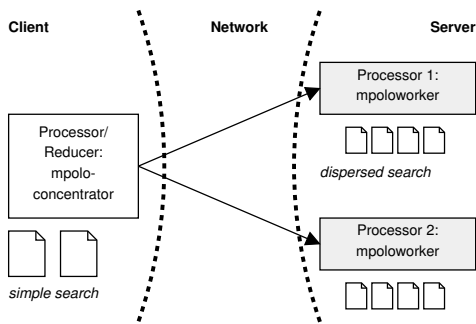 Client
Network
Server
Processor 1:
mpoloworker
dispersed search
Processor/
Reducer:
mpolo-
concentrator
simple search
Processor 2:
mpoloworker